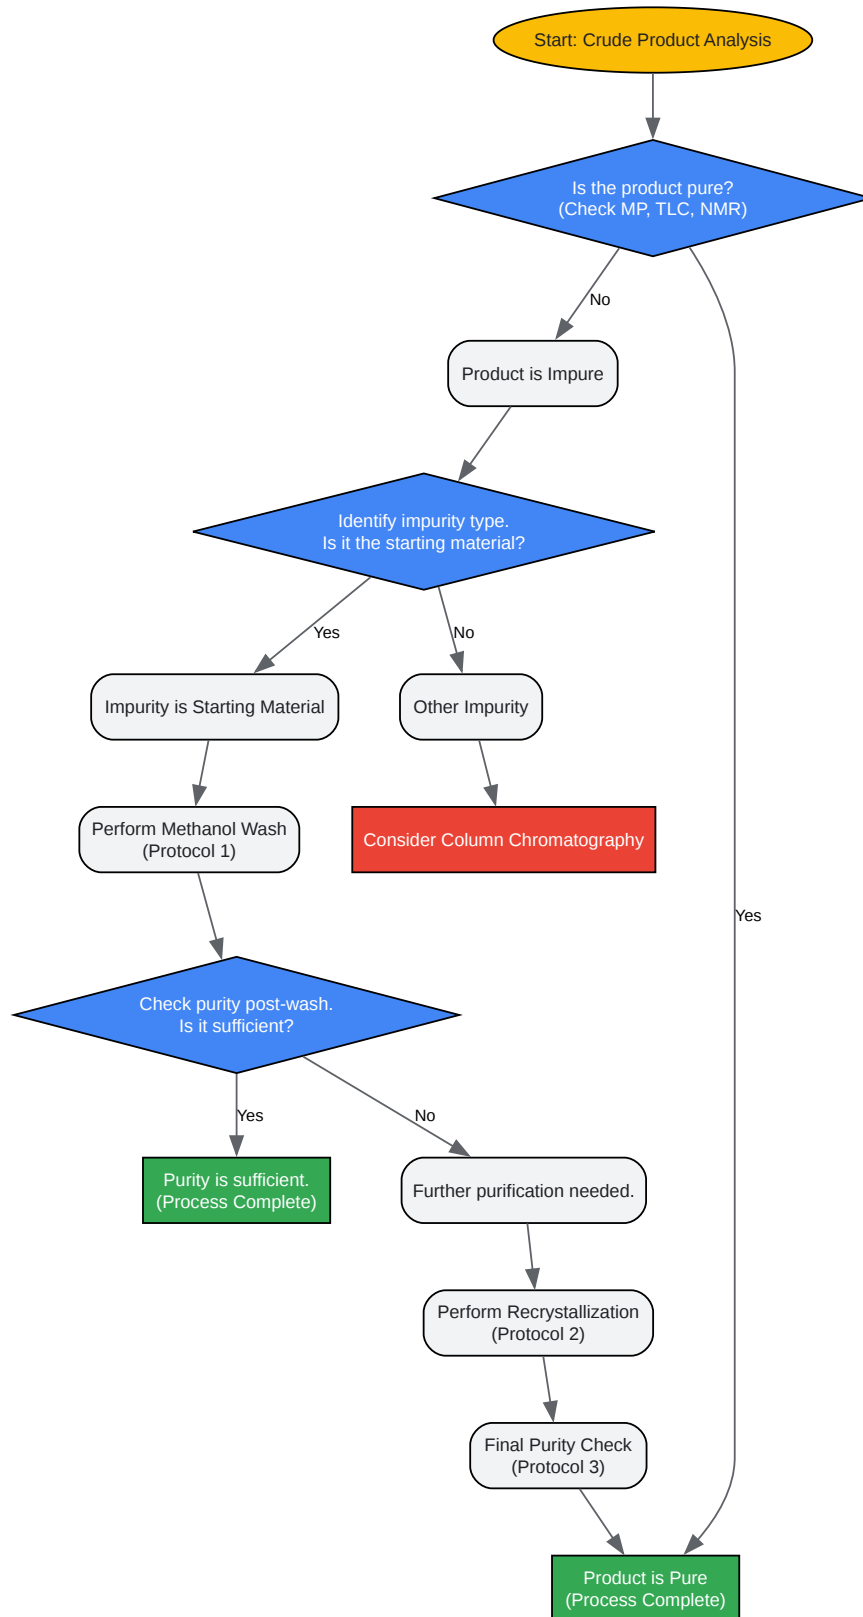 Start: Crude Product Analysis
Is the product pure?
(Check MP, TLC, NMR)
No
Product is Impure
Identify impurity type.
Is it the starting material?
Yes
No
Impurity is Starting Material
Other Impurity
Perform Methanol Wash
(Protocol 1)
Consider Column Chromatography
Yes
Check purity post-wash.
Is it sufficient?
Yes
No
Purity is sufficient.
(Process Complete)
Further purification needed.
Perform Recrystallization
(Protocol 2)
Final Purity Check
(Protocol 3)
Product is Pure
(Process Complete)